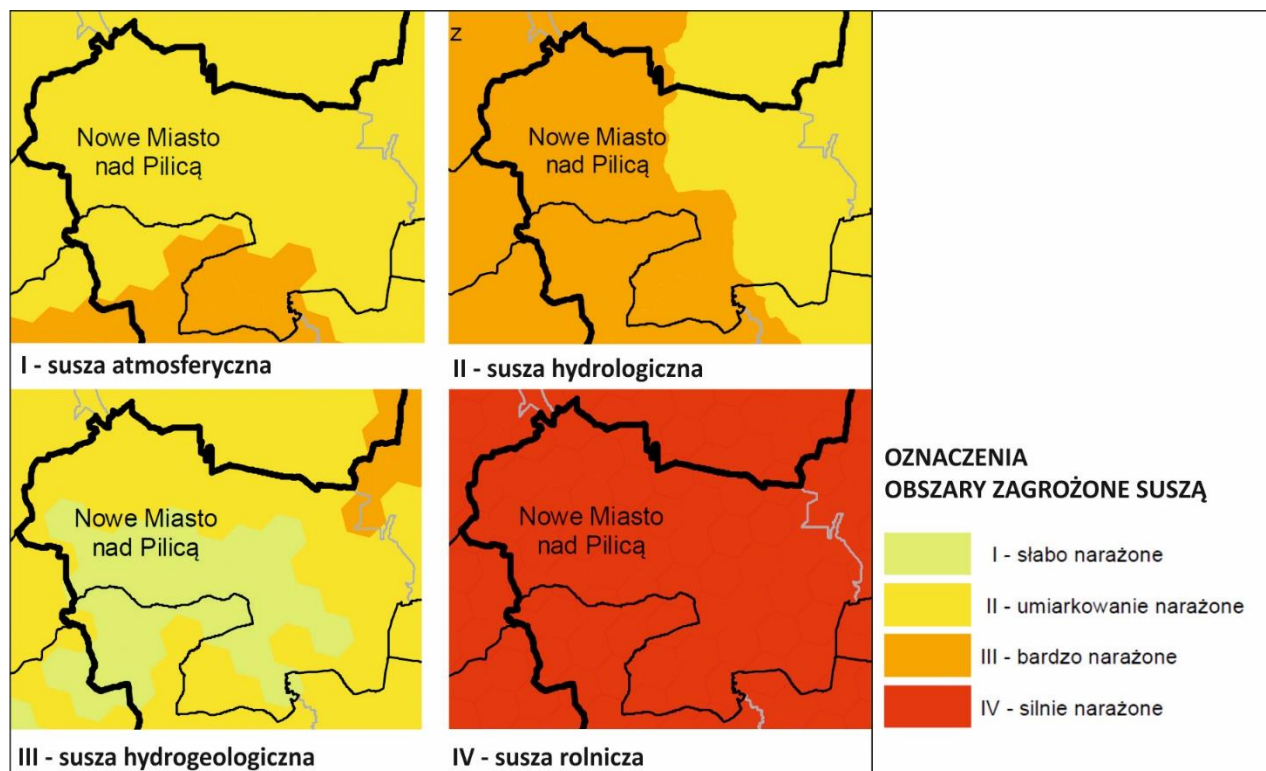 Nowe Miasto
nad Pilicą
I - susza atmosferyczna
z
Nowe Miasto
nad Pilicą
II - susza hydrologiczna
Nowe Miasto
nad Pilicą
III - susza hydrogeologiczna
Nowe Miasto
nad Pilicą
IV - susza rolnicza
OZNACZENIA
OBSZARY ZAGROŻONE SUSZĄ
I - słabo narażone
II - umiarkowanie narażone
III - bardzo narażone
IV - silnie narażone